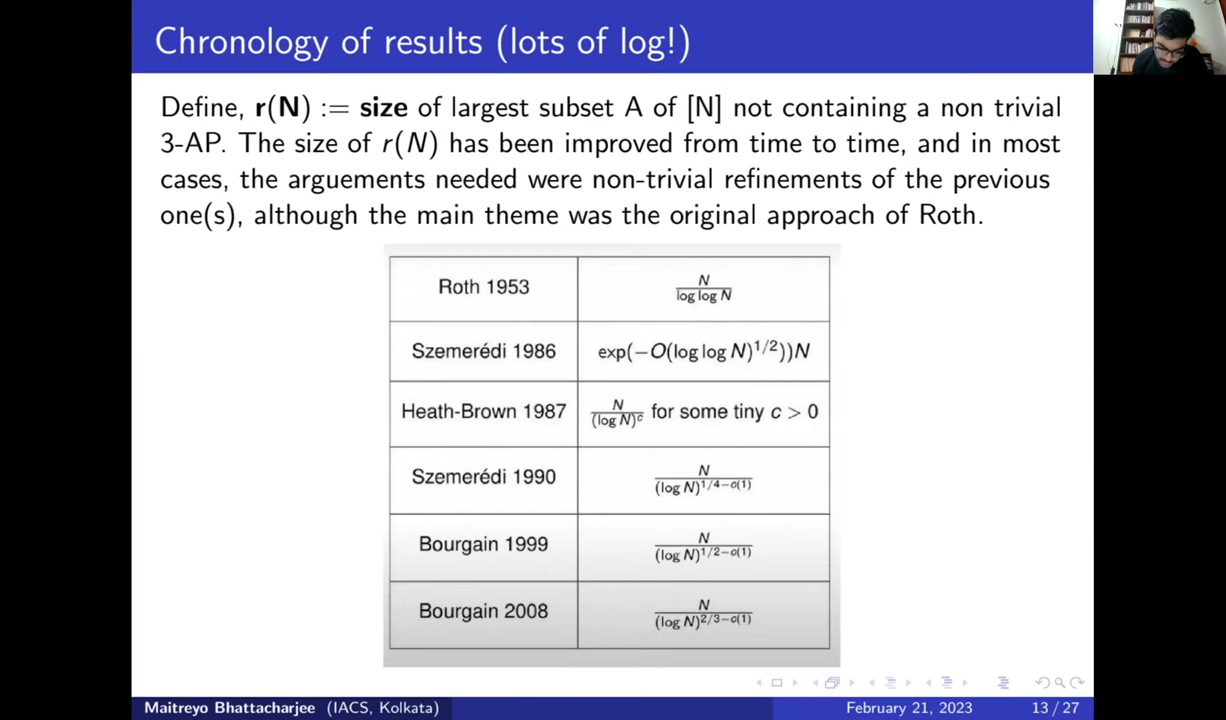 Chronology of results (lots of log!)
Define, r(N) := size of largest subset A of [N] not containing a non trivial
3-AP. The size of r(N) has been improved from time to time, and in most
cases, the arguements needed were non-trivial refinements of the previous
one(s), although the main theme was the original approach of Roth.
Roth 1953 N/(log log N)
Szemerédi 1986 exp(−O(log log N)^{1/2}))N
Heath-Brown 1987 N/(log N)^c for some tiny c > 0
Szemerédi 1990 N/(log N)^{1/4−o(1)}
Bourgain 1999 N/(log N)^{1/2−o(1)}
Bourgain 2008 N/(log N)^{2/3−o(1)}
Maitreyo Bhattacharjee (IACS, Kolkata) February 21, 2023 13 / 27